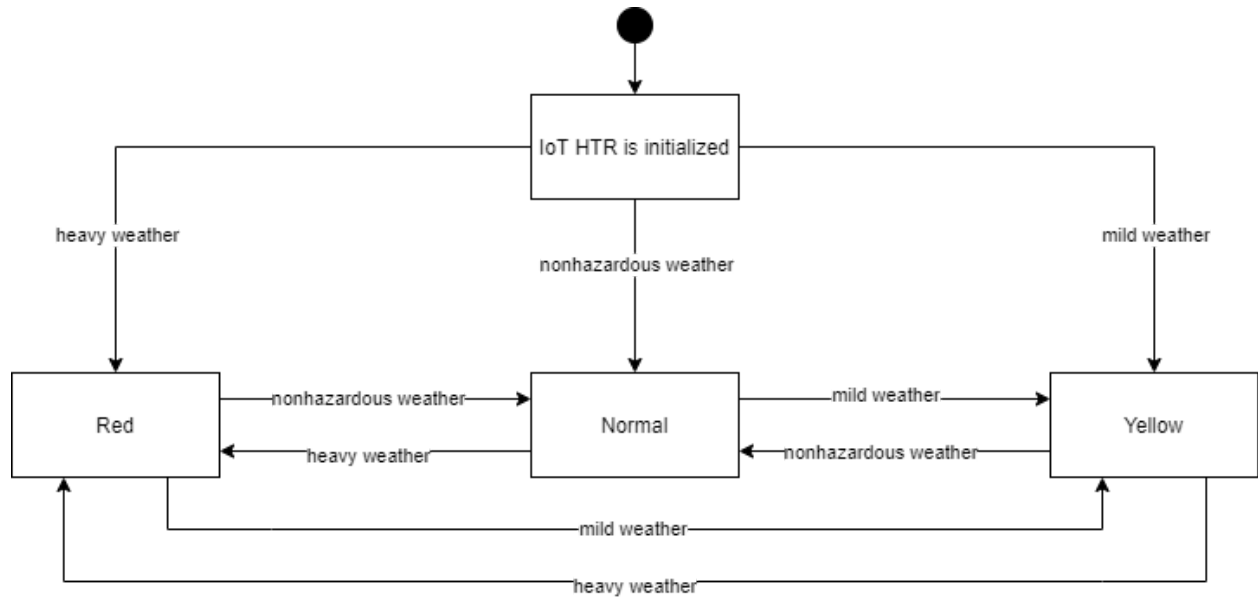 IoT HTR is initialized
heavy weather
mild weather
nonhazardous weather
nonhazardous weather
mild weather
Red
Normal
Yellow
heavy weather
nonhazardous weather
mild weather
heavy weather